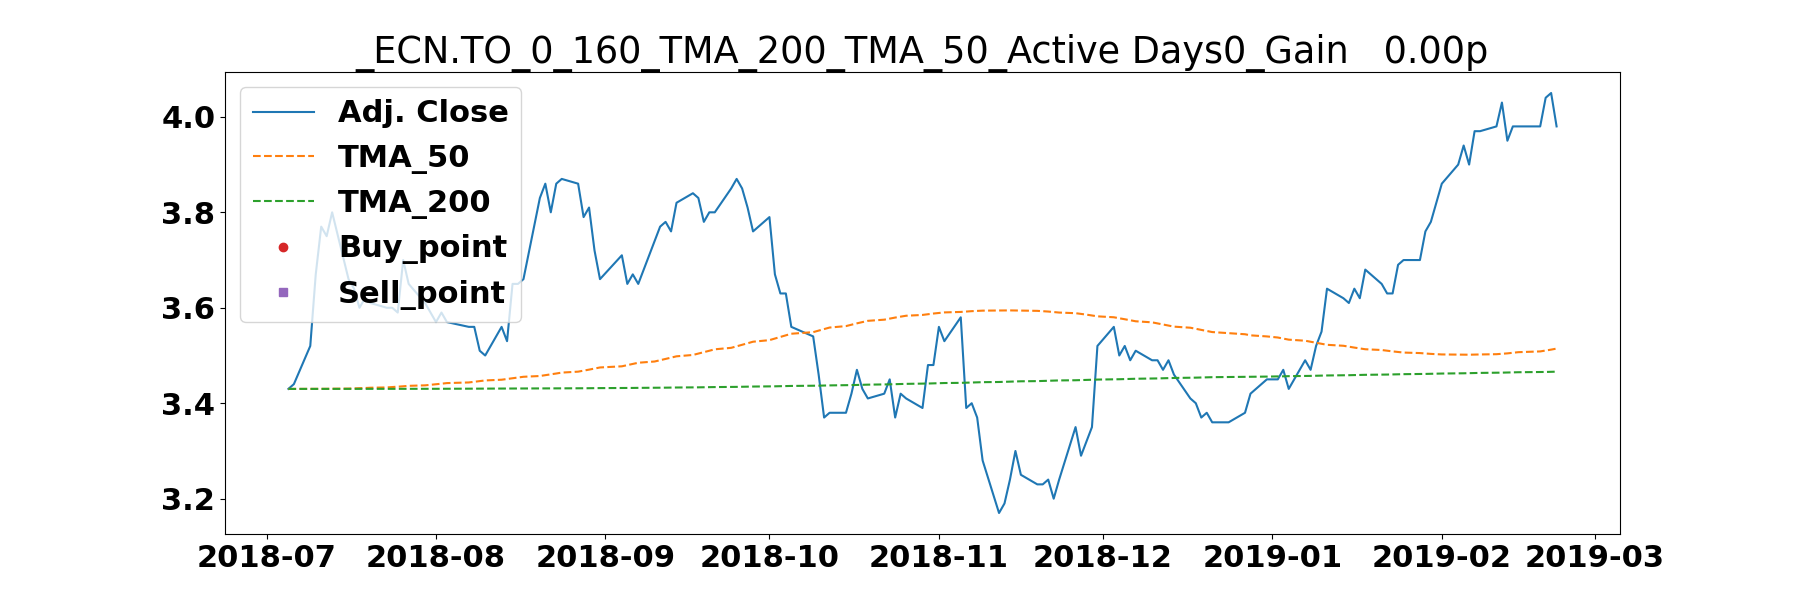 _ECN.TO_0_160_TMA_200_TMA_50_Active Days0_Gain   0.00p
Adj. Close
TMA_50
TMA_200
Buy_point
Sell_point
4.0
3.8
3.6
3.4
3.2
2018-07 2018-08 2018-09 2018-10 2018-11 2018-12 2019-01 2019-02 2019-03